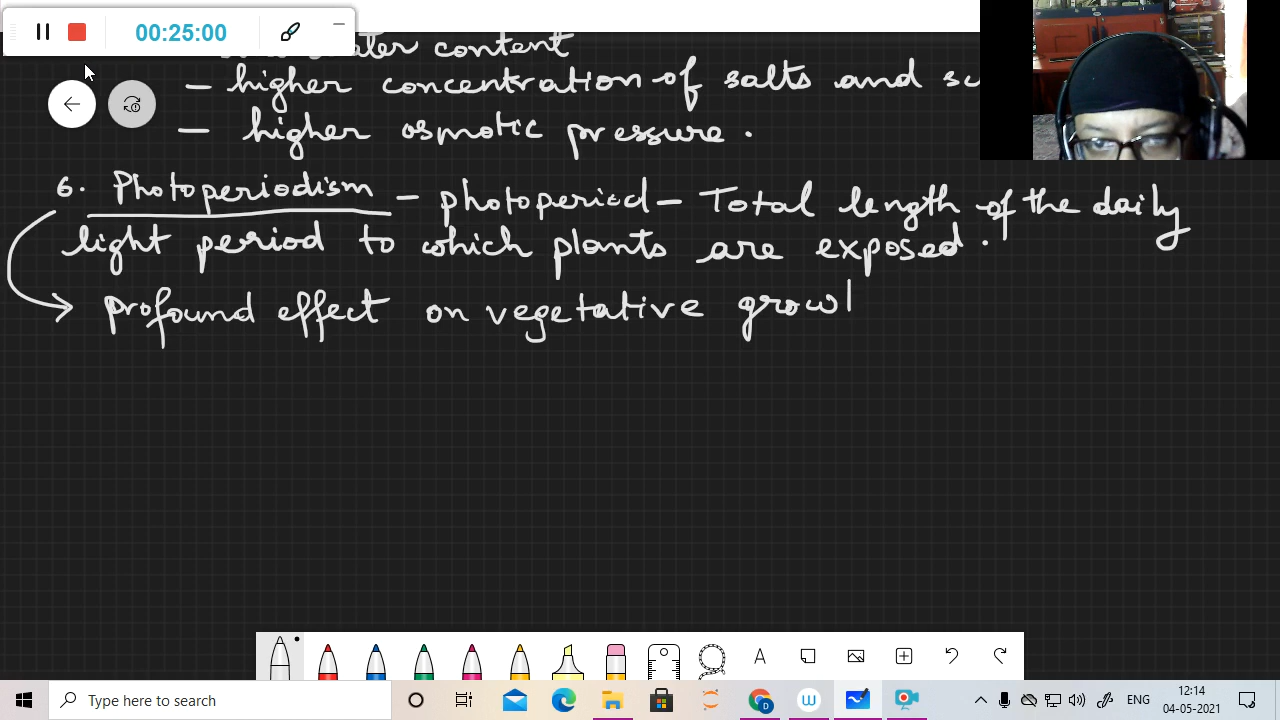 00:25:00
content
- higher concentration of salts and
- higher osmotic pressure.
6. Photoperiodism - photoperiod - Total length of the daily
light period to which plants are exposed.
profound effect on vegetative growl
A
Type here to search
ENG
12:14
04-05-2021